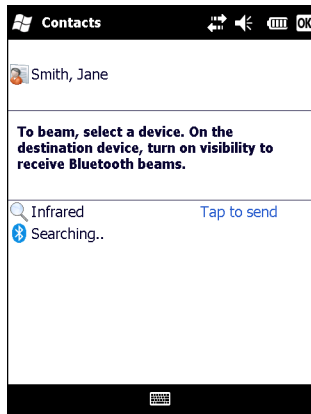 Contacts OK
Smith, Jane
To beam, select a device. On the
destination device, turn on visibility to
receive Bluetooth beams.
Infrared Tap to send
Searching..